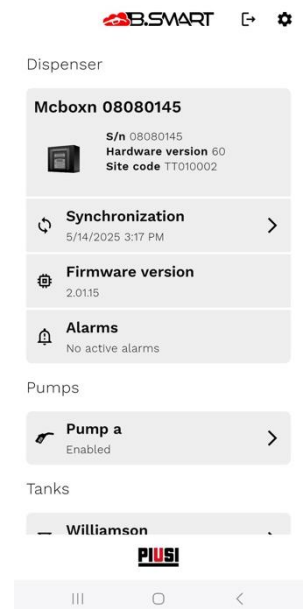 B.SMART
Dispenser
Mcboxn 08080145
S/n 08080145
Hardware version 60
Site code TT010002
Synchronization
5/14/2025 3:17 PM
Firmware version
2.01.15
Alarms
No active alarms
Pumps
Pump a
Enabled
Tanks
Williamson
PIUSI